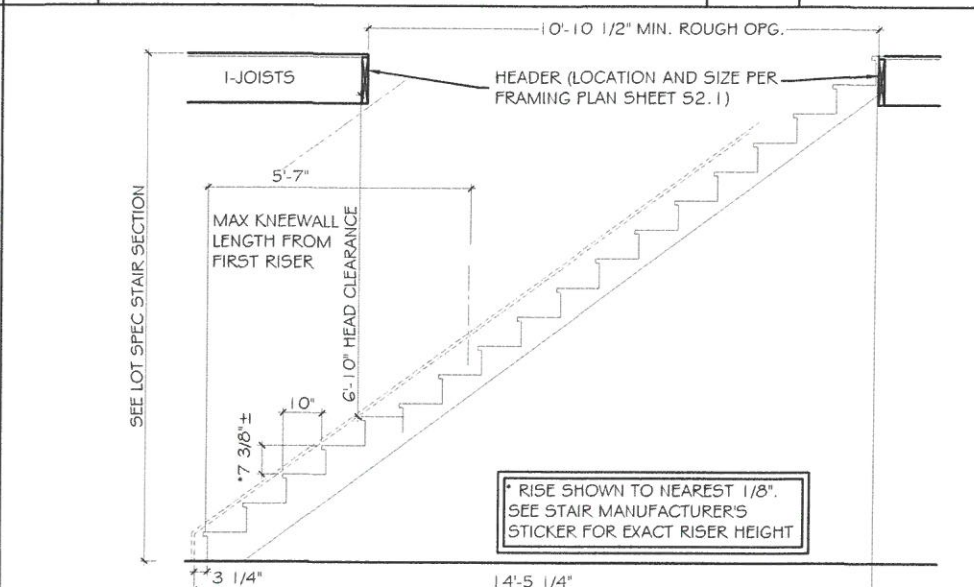 10'-10 1/2" MIN. ROUGH OPG.
I-JOISTS
HEADER (LOCATION AND SIZE PER
FRAMING PLAN SHEET S2.1)
5'-7"
MAX KNEEWALL
LENGTH FROM
FIRST RISER
SEE LOT SPEC STAIR SECTION
6'-10" HEAD CLEARANCE
10"
*7 3/8"±
* RISE SHOWN TO NEAREST 1/8".
SEE STAIR MANUFACTURER'S
STICKER FOR EXACT RISER HEIGHT
3 1/4"
14'-5 1/4"